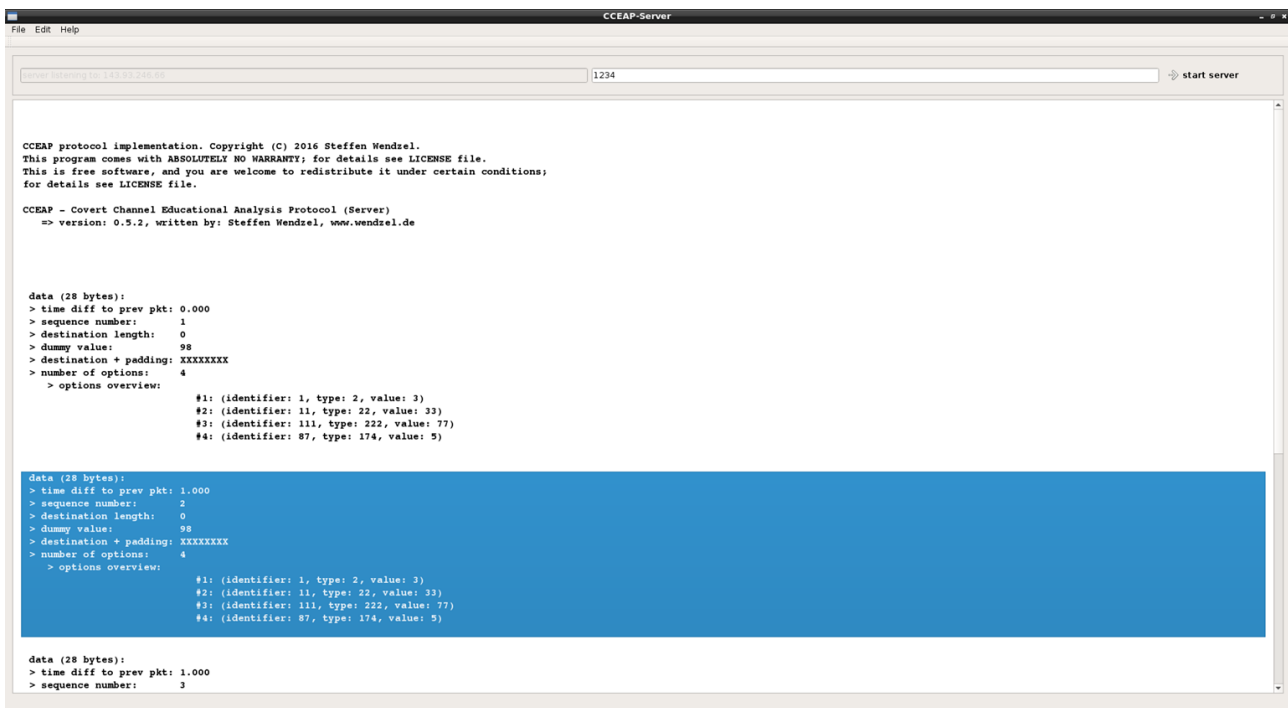 CCEAP-Server
File Edit Help
server listening to: 143.93.246.66
1234
start server
CCEAP protocol implementation. Copyright (C) 2016 Steffen Wendzel.
This program comes with ABSOLUTELY NO WARRANTY; for details see LICENSE file.
This is free software, and you are welcome to redistribute it under certain conditions;
for details see LICENSE file.
CCEAP - Covert Channel Educational Analysis Protocol (Server)
=> version: 0.5.2, written by: Steffen Wendzel, www.wendzel.de
data (28 bytes):
> time diff to prev pkt: 0.000
> sequence number: 1
> destination length: 0
> dummy value: 98
> destination + padding: XXXXXXXX
> number of options: 4
> options overview:
#1: (identifier: 1, type: 2, value: 3)
#2: (identifier: 11, type: 22, value: 33)
#3: (identifier: 111, type: 222, value: 77)
#4: (identifier: 87, type: 174, value: 5)
data (28 bytes):
> time diff to prev pkt: 1.000
> sequence number: 2
> destination length: 0
> dummy value: 98
> destination + padding: XXXXXXXX
> number of options: 4
> options overview:
#1: (identifier: 1, type: 2, value: 3)
#2: (identifier: 11, type: 22, value: 33)
#3: (identifier: 111, type: 222, value: 77)
#4: (identifier: 87, type: 174, value: 5)
data (28 bytes):
> time diff to prev pkt: 1.000
> sequence number: 3